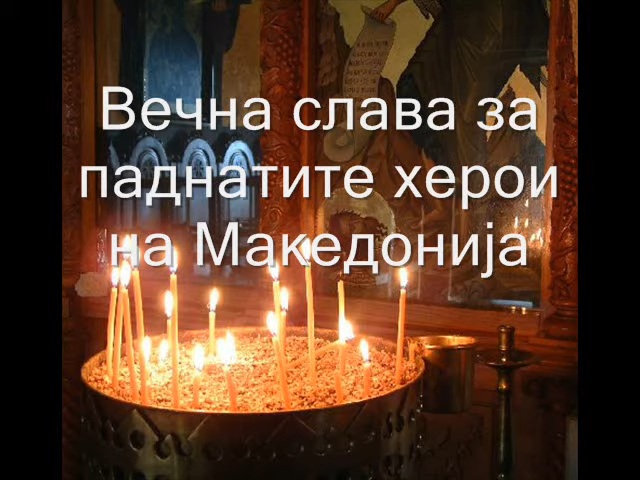 Вечна слава за
паднатите херои
на Македонија